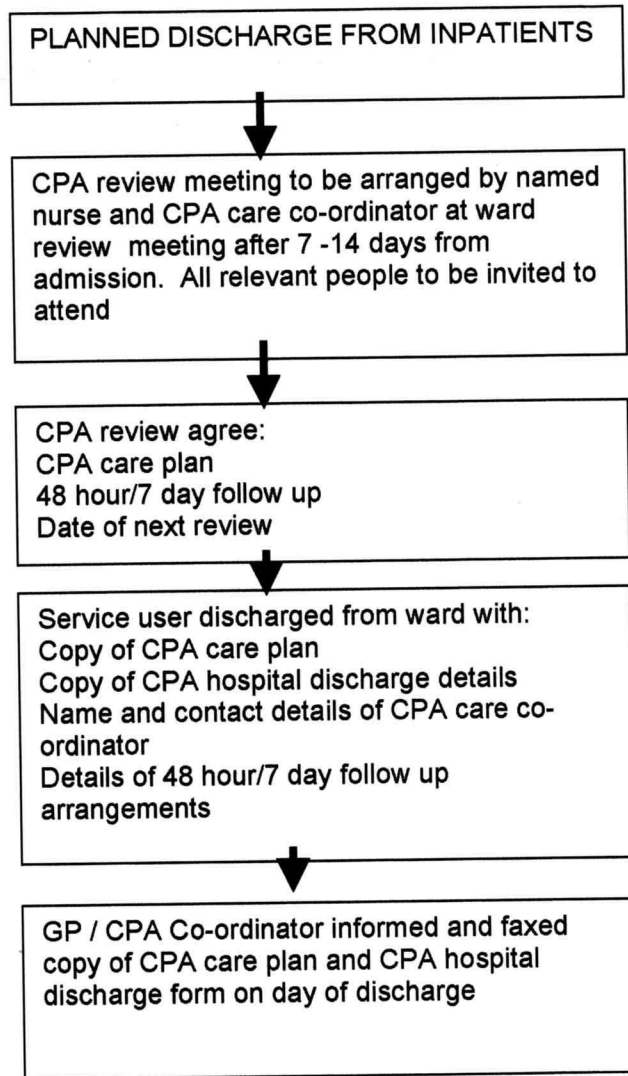 PLANNED DISCHARGE FROM INPATIENTS
CPA review meeting to be arranged by named
nurse and CPA care co-ordinator at ward
review meeting after 7 -14 days from
admission. All relevant people to be invited to
attend
CPA review agree:
CPA care plan
48 hour/7 day follow up
Date of next review
Service user discharged from ward with:
Copy of CPA care plan
Copy of CPA hospital discharge details
Name and contact details of CPA care co-
ordinator
Details of 48 hour/7 day follow up
arrangements
GP / CPA Co-ordinator informed and faxed
copy of CPA care plan and CPA hospital
discharge form on day of discharge